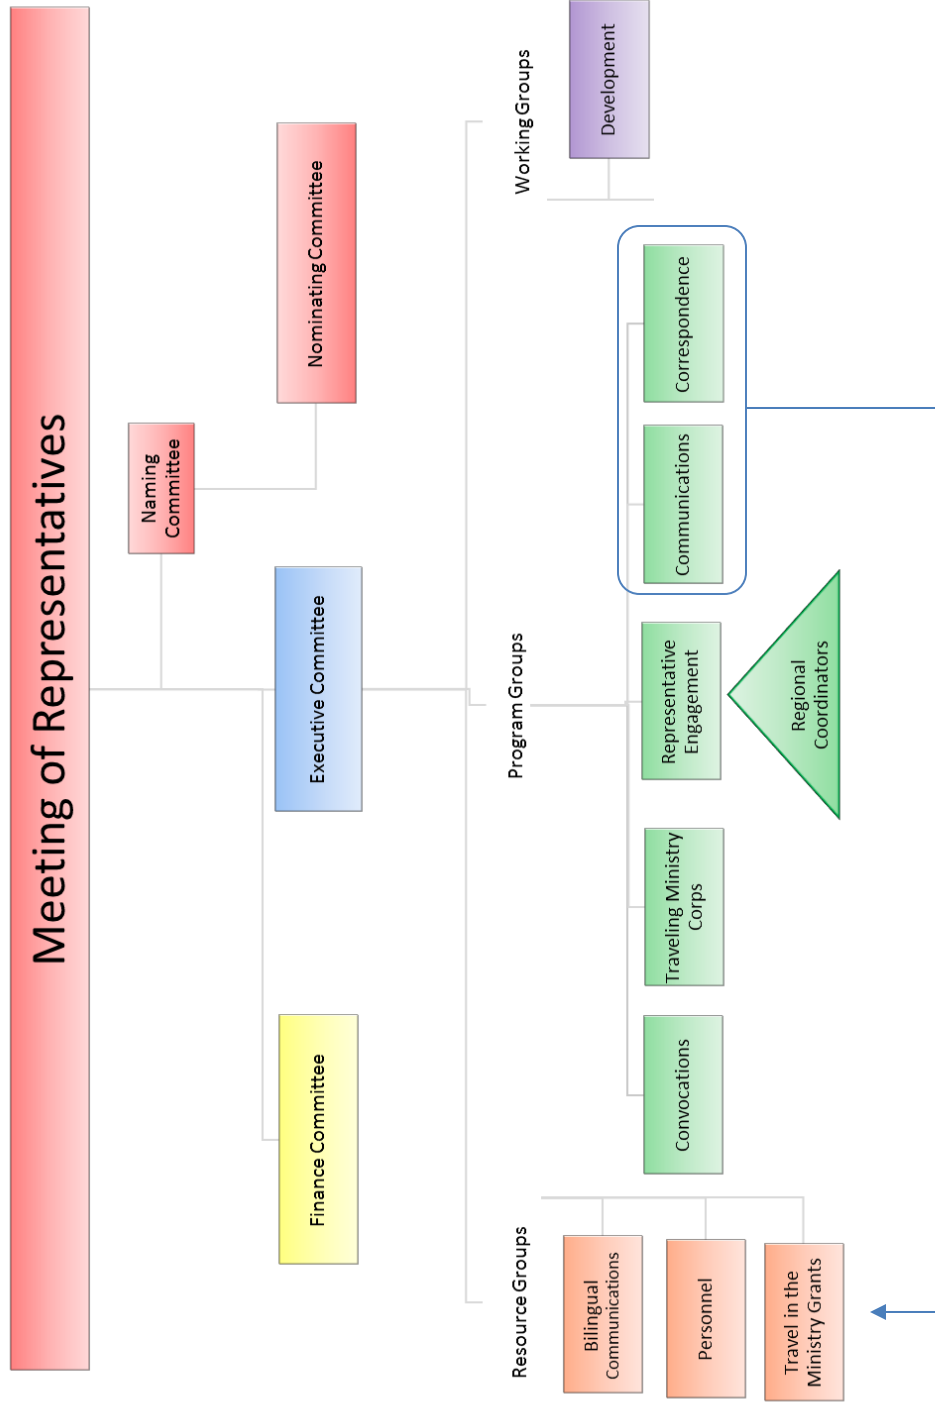 Meeting of Representatives
Naming
Committee
Finance Committee
Executive Committee
Nominating Committee
Resource Groups
Program Groups
Working Groups
Bilingual
Communications
Personnel
Travel in the
Ministry Grants
Convocations
Traveling Ministry
Corps
Representative
Engagement
Regional
Coordinators
Communications
Correspondence
Development